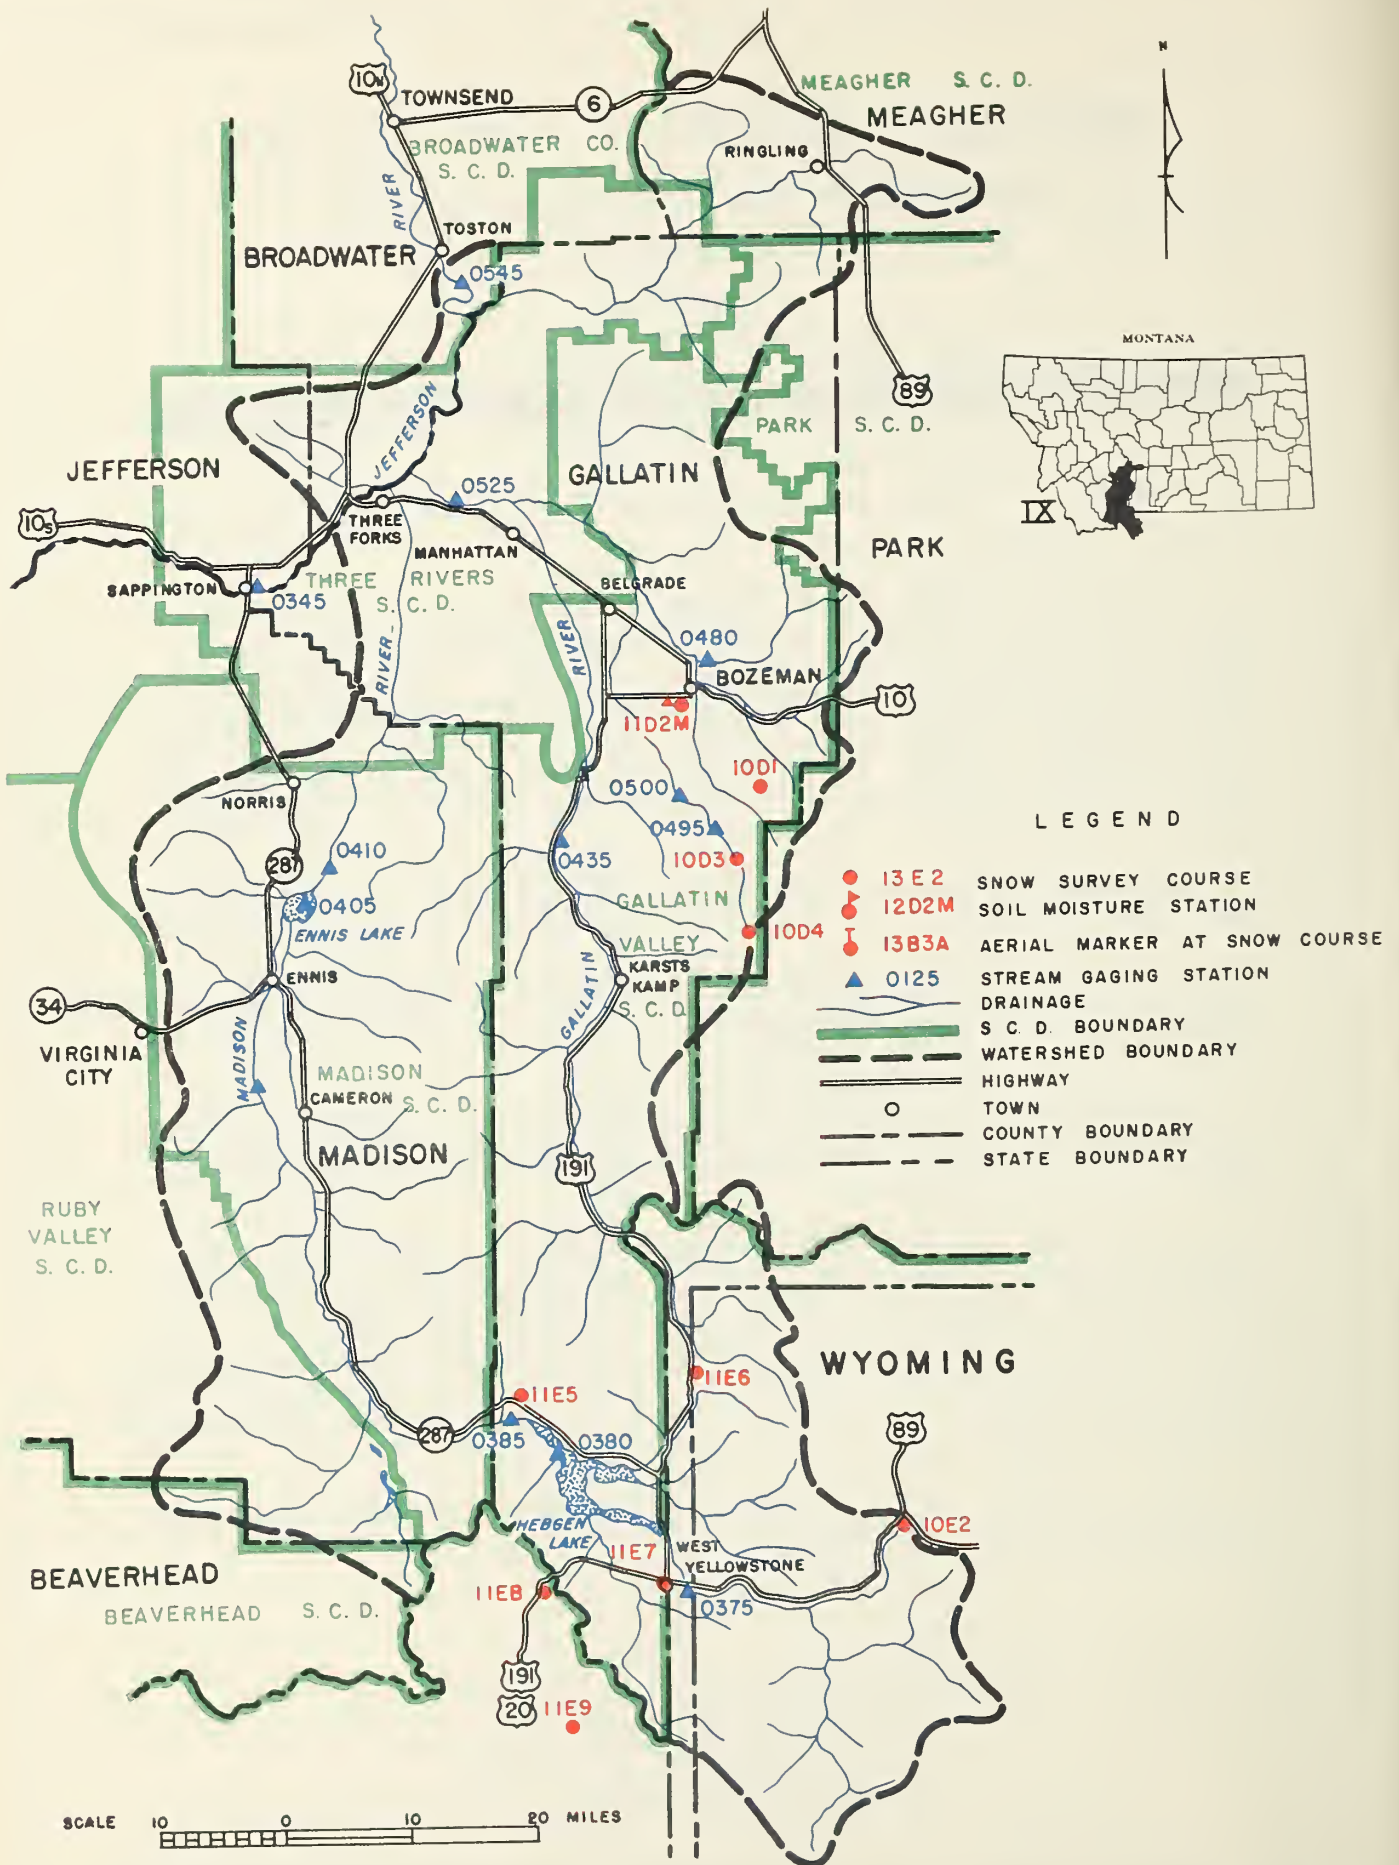 N
10N
TOWNSEND
6
MEAGHER S. C. D.
MEAGHER
BROADWATER CO.
S. C. D.
RINGLING
RIVER
TOSTON
BROADWATER
0545
MONTANA
89
JEFFERSON
PARK S. C. D.
JEFFERSON
GALLATIN
0525
IX
10S
THREE
FORKS
MANHATTAN
PARK
SAPPINGTON
THREE RIVERS
S. C. D.
BELGRADE
0345
RIVER
RIVER
0480
BOZEMAN
10
11D2M
10D1
NORRIS
0500
0495
LEGEND
287
0410
0435
10D3
13E2 SNOW SURVEY COURSE
12D2M SOIL MOISTURE STATION
13B3A AERIAL MARKER AT SNOW COURSE
0125 STREAM GAGING STATION
DRAINAGE
S C D. BOUNDARY
WATERSHED BOUNDARY
HIGHWAY
TOWN
COUNTY BOUNDARY
STATE BOUNDARY
0405
ENNIS LAKE
GALLATIN
VALLEY
S. C. D.
10D4
ENNIS
KARSTS
KAMP
34
GALLATIN
VIRGINIA
CITY
MADISON
MADISON
S. C. D.
CAMERON
MADISON
191
RUBY
VALLEY
S. C. D.
WYOMING
11E6
11E5
287
0385
0380
89
HEBGEN
LAKE
10E2
11E7
WEST
YELLOWSTONE
BEAVERHEAD
BEAVERHEAD S. C. D.
11E8
0375
191
20
11E9
SCALE 10 0 10 20 MILES